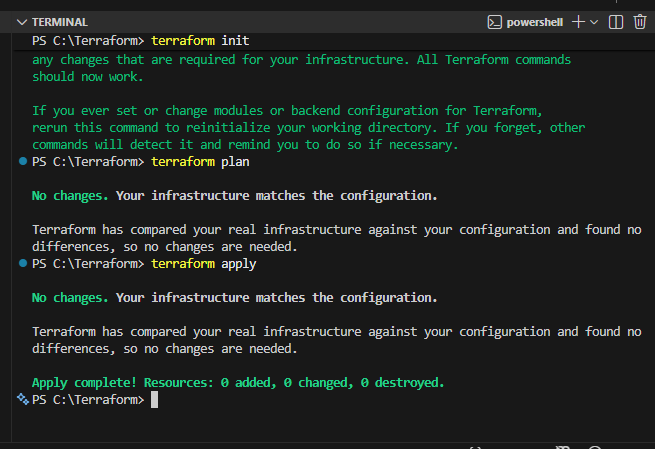 TERMINAL
powershell
PS C:\Terraform> terraform init
any changes that are required for your infrastructure. All Terraform commands
should now work.
If you ever set or change modules or backend configuration for Terraform,
rerun this command to reinitialize your working directory. If you forget, other
commands will detect it and remind you to do so if necessary.
PS C:\Terraform> terraform plan
No changes. Your infrastructure matches the configuration.
Terraform has compared your real infrastructure against your configuration and found no
differences, so no changes are needed.
PS C:\Terraform> terraform apply
No changes. Your infrastructure matches the configuration.
Terraform has compared your real infrastructure against your configuration and found no
differences, so no changes are needed.
Apply complete! Resources: 0 added, 0 changed, 0 destroyed.
PS C:\Terraform>